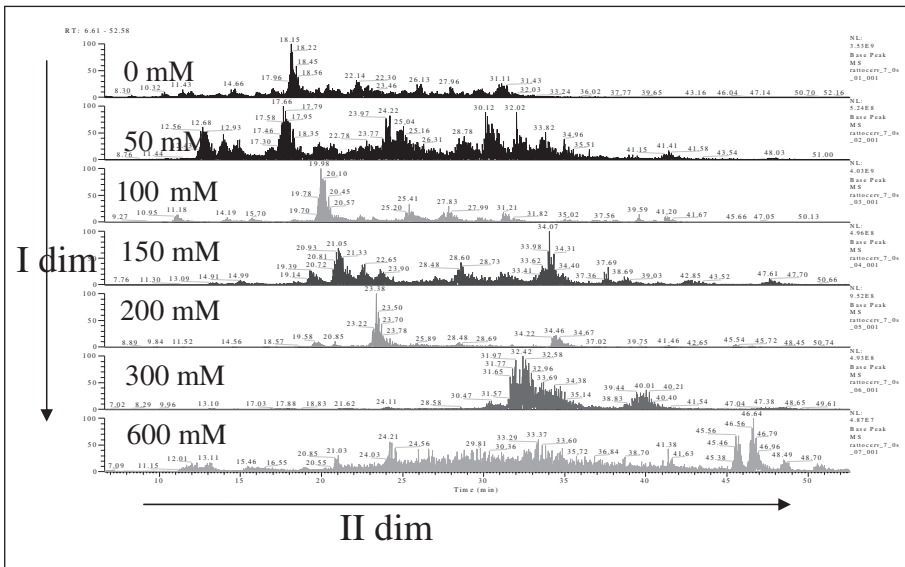 RT: 6.61 - 52.58
I dim
0 mM
100
50
0
8.30 10.32 11.43 14.66 17.96 18.15 18.22 18.45 18.56 22.14 22.30 23.46 26.13 27.96 31.11 31.43 32.03 33.24 36.02 37.77 39.65 43.16 46.04 47.14 50.70 52.16
NL:
3.53E9
Base Peak
MS
rattocerv_7_0s
_01_001
50 mM
100
50
0
8.76 11.44 12.56 12.68 12.93 17.30 17.46 17.58 17.66 17.79 17.95 18.35 22.78 23.77 23.97 24.22 25.04 25.16 26.31 28.78 30.12 32.02 33.82 34.96 35.51 41.15 41.41 41.58 43.54 48.03 51.00
NL:
5.24E8
Base Peak
MS
rattocerv_7_0s
_02_001
100 mM
100
50
0
9.27 10.95 11.18 14.19 15.70 19.70 19.78 19.98 20.10 20.45 20.57 25.20 25.41 27.83 27.99 31.21 31.82 35.02 37.56 39.59 41.20 41.67 45.66 47.05 50.13
NL:
4.03E9
Base Peak
MS
rattocerv_7_0s
_03_001
150 mM
100
50
0
7.76 11.30 13.09 14.91 14.99 19.14 19.39 20.72 20.81 20.93 21.05 21.33 22.65 23.90 28.48 28.60 28.73 33.41 33.62 33.98 34.07 34.31 34.40 37.36 37.69 38.69 39.03 42.85 43.52 47.61 47.70 50.66
NL:
4.96E8
Base Peak
MS
rattocerv_7_0s
_04_001
200 mM
100
50
0
8.89 9.84 11.52 14.56 18.57 19.58 20.85 23.22 23.38 23.50 23.70 23.78 25.89 28.48 28.69 34.22 34.46 34.67 37.02 39.75 41.46 42.65 45.54 45.72 48.45 50.74
NL:
9.52E8
Base Peak
MS
rattocerv_7_0s
_05_001
300 mM
100
50
0
7.02 8.29 9.96 13.10 17.03 17.88 18.83 21.62 24.11 28.58 30.47 31.57 31.65 31.77 31.97 32.42 32.58 32.96 33.69 34.38 35.14 38.83 39.44 40.01 40.21 40.40 41.54 47.04 47.38 48.65 49.61
NL:
4.93E8
Base Peak
MS
rattocerv_7_0s
_06_001
600 mM
100
50
0
7.09 11.15 12.01 13.11 15.46 16.55 20.55 20.85 21.03 24.03 24.21 24.56 29.81 30.36 33.29 33.37 33.60 35.72 36.84 38.70 41.38 41.63 45.38 45.46 45.56 46.56 46.64 46.79 46.96 48.49 48.70
NL:
4.87E7
Base Peak
MS
rattocerv_7_0s
_07_001
10 15 20 25 30 35 40 45 50
Time (min)
II dim